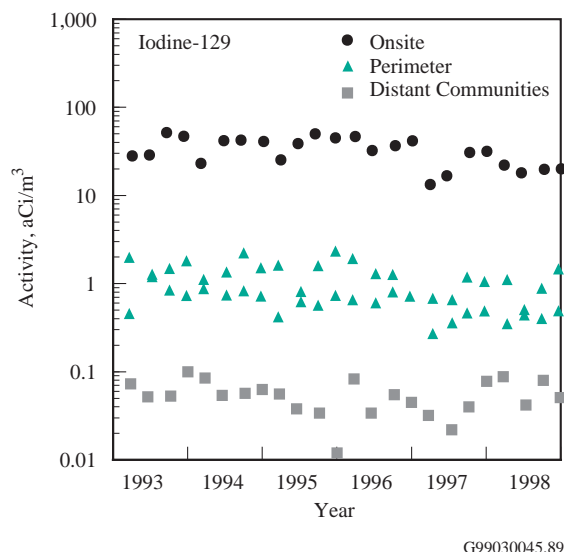 1,000
Iodine-129
Onsite
Perimeter
Distant Communities
100
10
1
0.1
0.01
Activity, aCi/m³
1993 1994 1995 1996 1997 1998
Year
G99030045.89